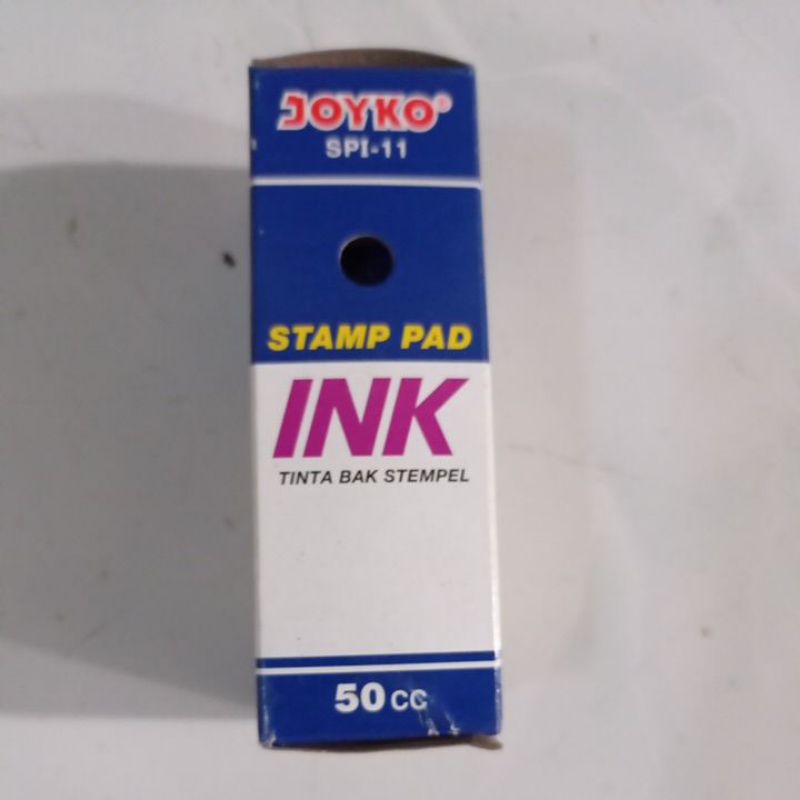 JOYKO®
SPI-11
STAMP PAD
INK
TINTA BAK STEMPEL
50 cc